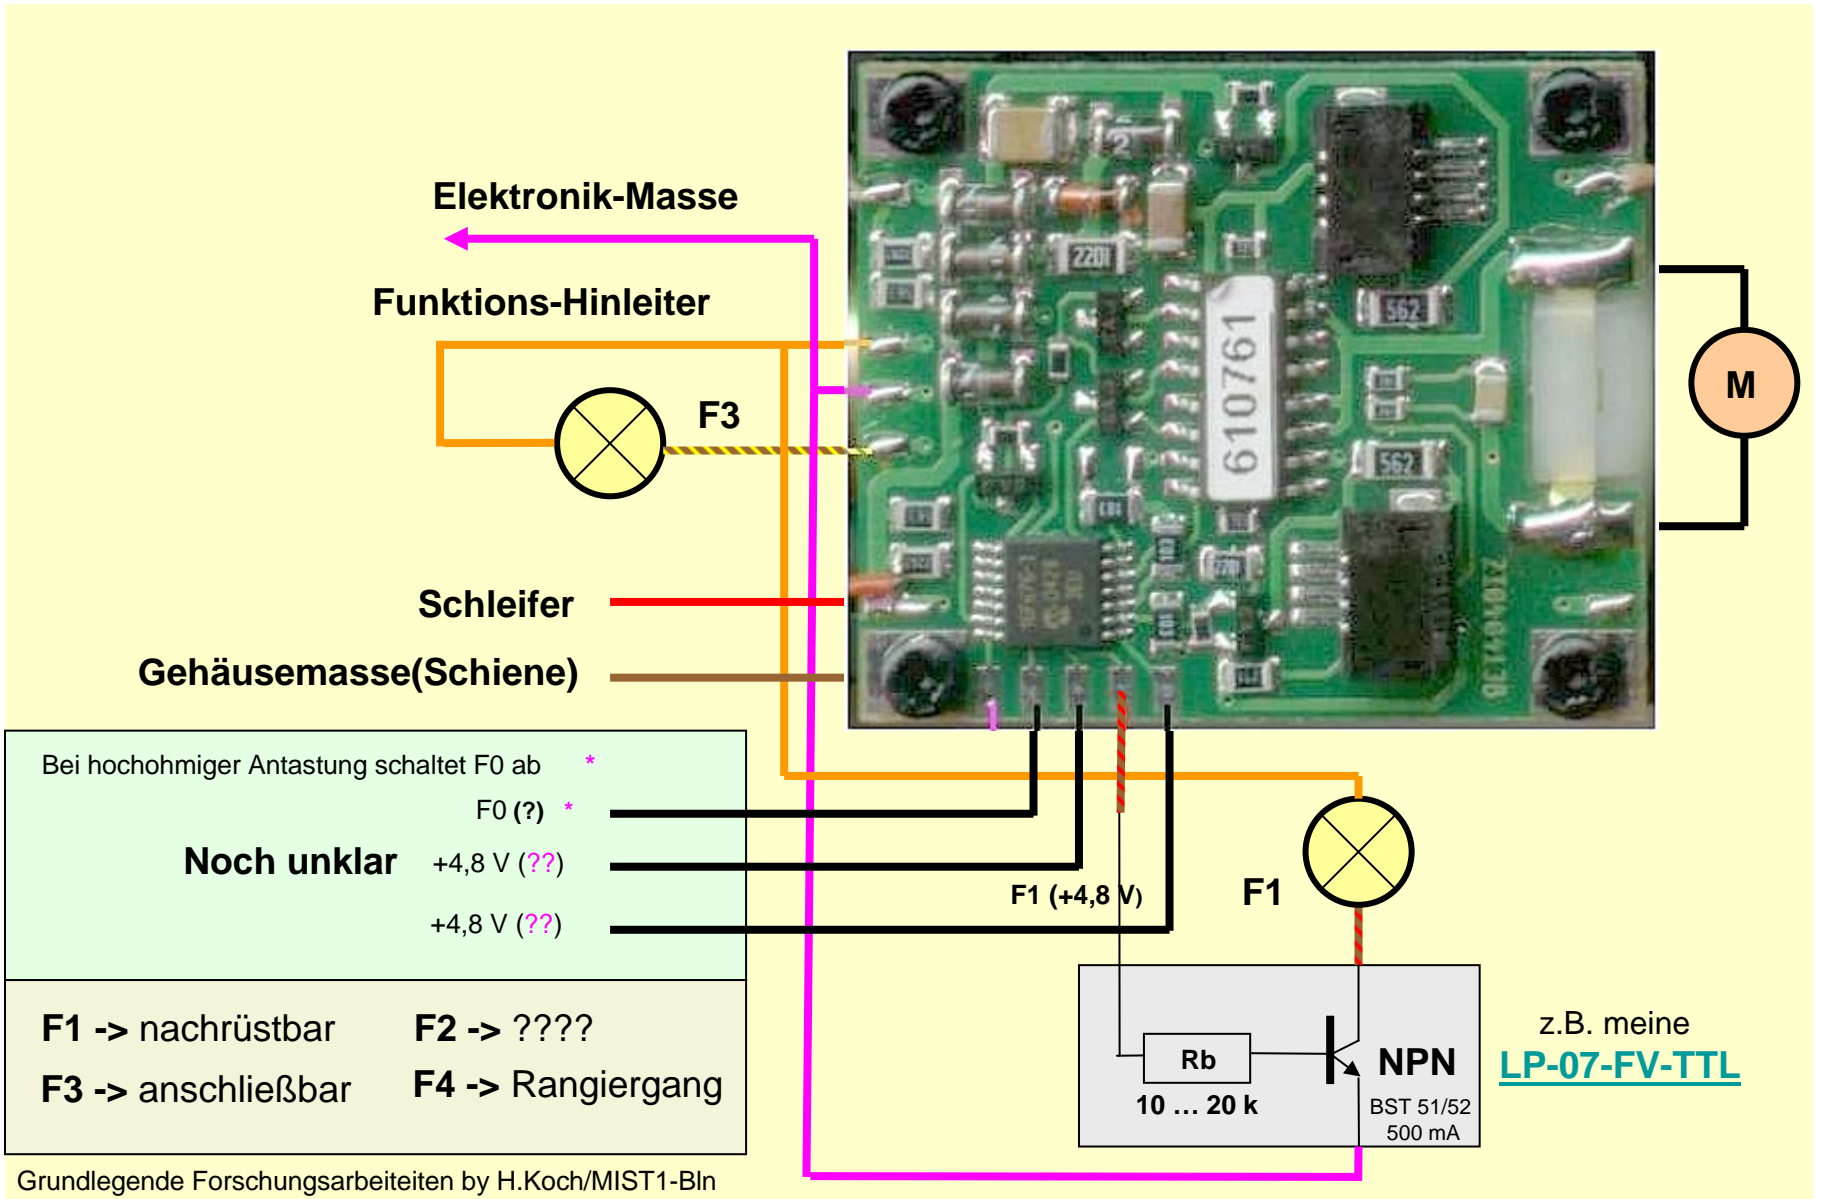 Elektronik-Masse
Funktions-Hinleiter
F3
Schleifer
Gehäusemasse(Schiene)
2201
562
610761
562
M
Bei hochohmiger Antastung schaltet F0 ab *
F0 (?) *
Noch unklar +4,8 V (??)
+4,8 V (??)
F1 (+4,8 V)
F1
F1 -> nachrüstbar
F2 -> ????
F3 -> anschließbar
F4 -> Rangiergang
Rb
10 … 20 k
NPN
BST 51/52
500 mA
z.B. meine
LP-07-FV-TTL
Grundlegende Forschungsarbeiteiten by H.Koch/MIST1-Bln